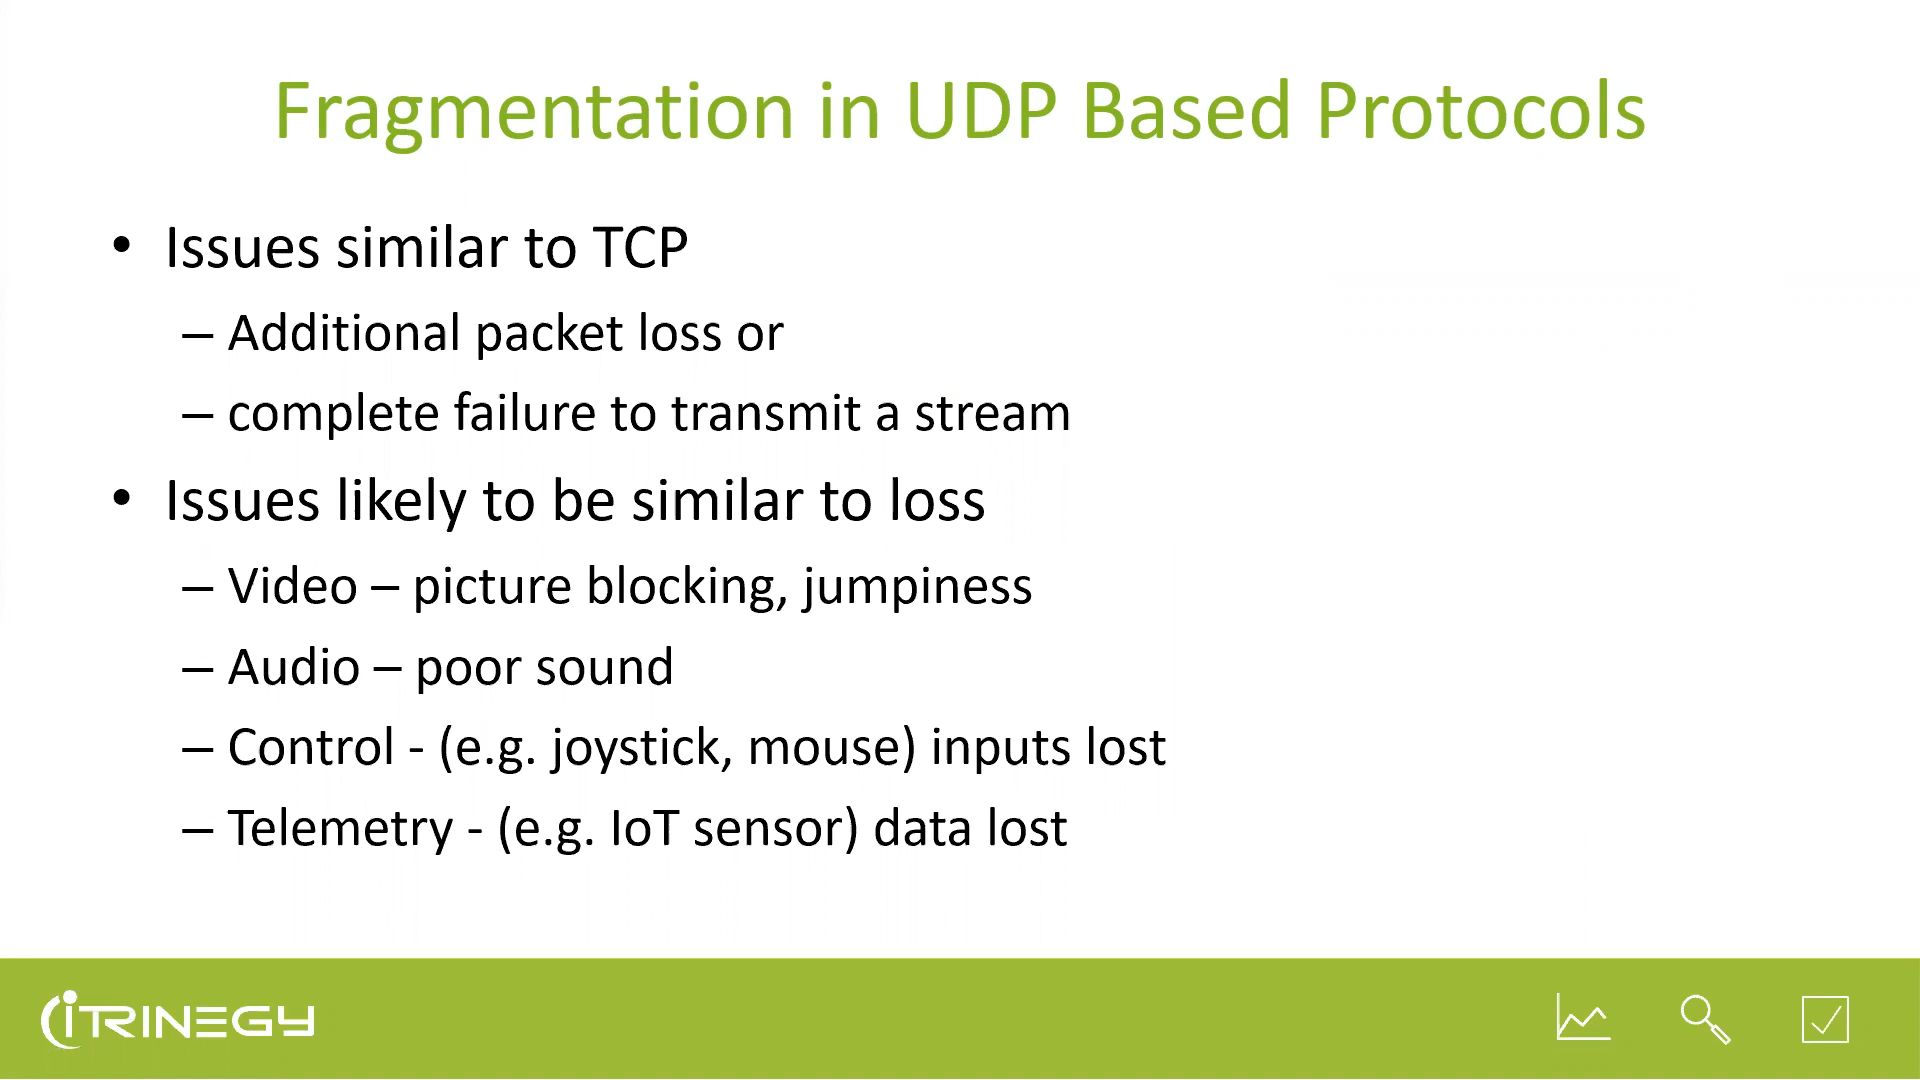 Fragmentation in UDP Based Protocols
• Issues similar to TCP
– Additional packet loss or
– complete failure to transmit a stream
• Issues likely to be similar to loss
– Video – picture blocking, jumpiness
– Audio – poor sound
– Control - (e.g. joystick, mouse) inputs lost
– Telemetry - (e.g. IoT sensor) data lost
iTRINEGY